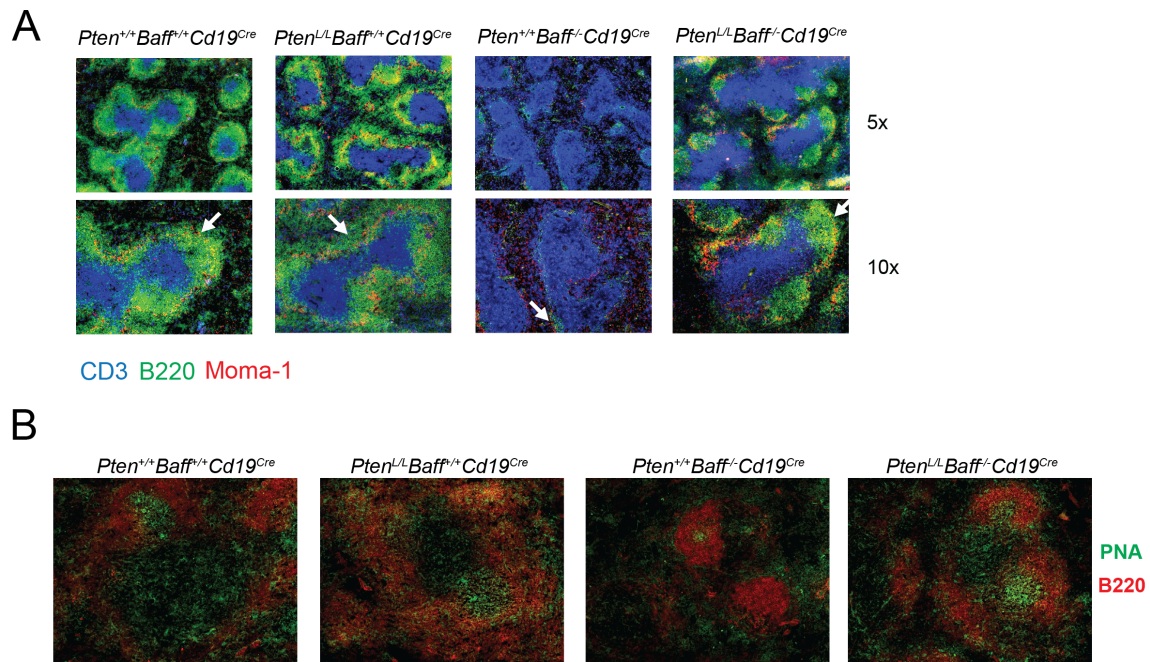 A
Pten+/+Baff+/+Cd19Cre PtenL/LBaff+/+Cd19Cre Pten+/+Baff-/-Cd19Cre PtenL/LBaff-/-Cd19Cre
5x
10x
CD3 B220 Moma-1
B
Pten+/+Baff+/+Cd19Cre PtenL/LBaff+/+Cd19Cre Pten+/+Baff-/-Cd19Cre PtenL/LBaff-/-Cd19Cre
PNA
B220